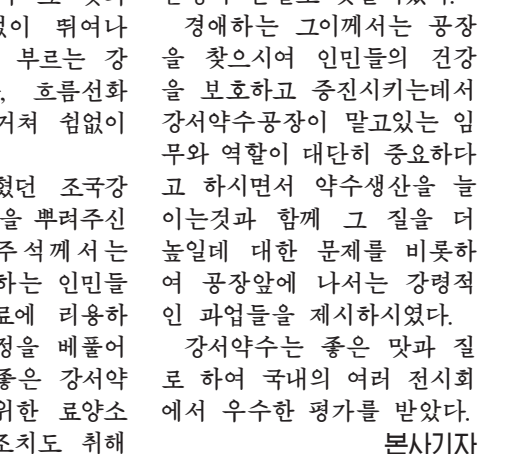 없이 뛰여나
부르는 강
흐름선화
거쳐 쉼없이
혔던 조국강
을 뿌려주신
주석께서는
하는 인민들
료에 리용하
정을 베풀어
좋은 강서약
위한 료양소
조치도 취해
경애하는 그이께서는 공장
을 찾으시여 인민들의 건강
을 보호하고 증진시키는데서
강서약수공장이 맡고있는 임
무와 역할이 대단히 중요하다
고 하시면서 약수생산을 늘
이는것과 함께 그 질을 더
높일데 대한 문제를 비롯하
여 공장앞에 나서는 강령적
인 과업들을 제시하시였다.
강서약수는 좋은 맛과 질
로 하여 국내의 여러 전시회
에서 우수한 평가를 받았다.
본사기자